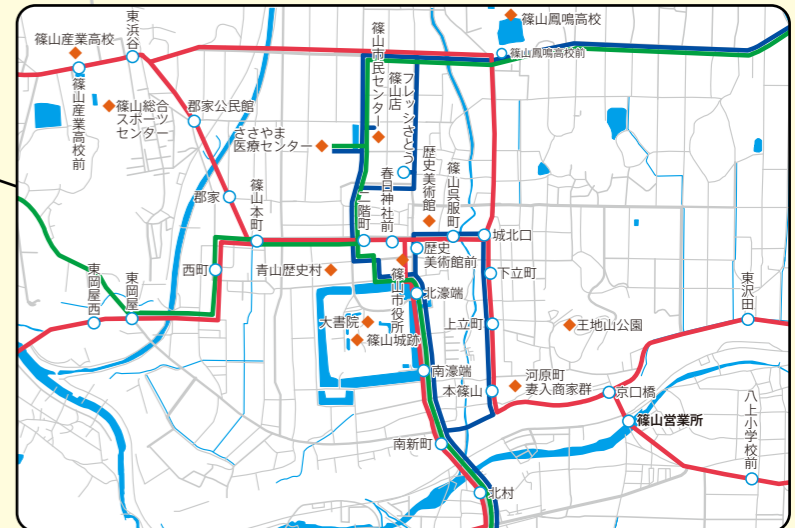 東浜谷
篠山産業高校
篠山産業高校前
篠山総合
スポーツ
センター
郡家公民館
ささやま
医療センター
篠山市民センター
フレッシさとう
篠山店
篠山鳳鳴高校
篠山鳳鳴高校前
郡家
篠山本町
二階町
春日神社前
歴史美術館
篠山呉服町
城北口
歴史
美術館前
下立町
西町
青山歴史村
篠山市役所
北濠端
東岡屋西
東岡屋
大書院
篠山城跡
上立町
王地山公園
東沢田
南濠端
本篠山
河原町
妻入商家群
京口橋
篠山営業所
八上小学校前
南新町
北村